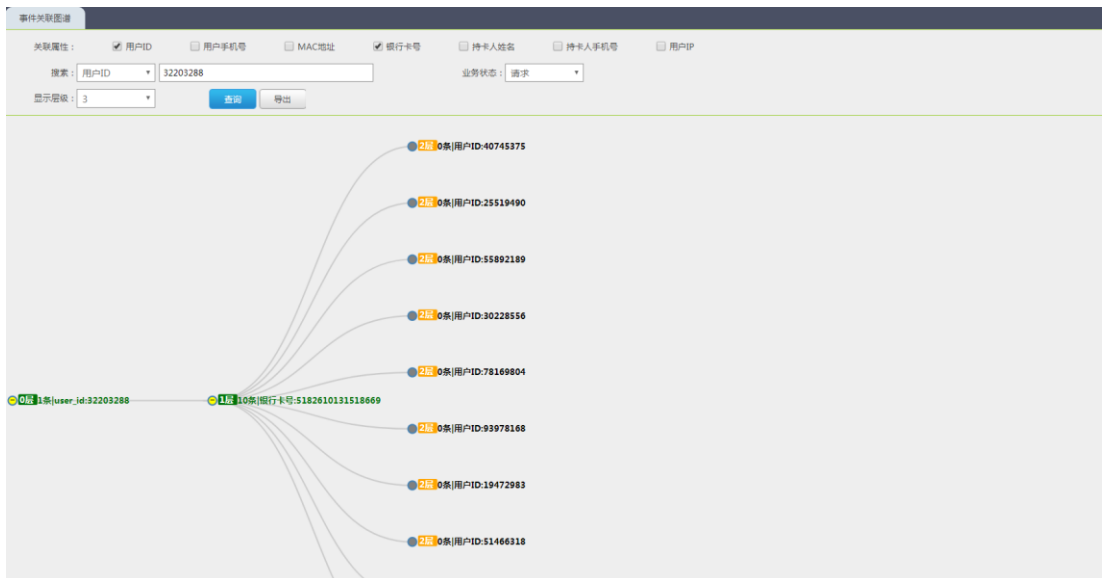 事件关联图谱
关联属性： 用户ID 用户手机号 MAC地址 银行卡号 持卡人姓名 持卡人手机号 用户IP
搜索： 用户ID 32203288 业务状态： 请求
显示层级： 3 查询 导出
2层 0条|用户ID:40745375
2层 0条|用户ID:25519490
2层 0条|用户ID:55892189
2层 0条|用户ID:30228556
2层 0条|用户ID:78169804
0层 1条|user_id:32203288 1层 10条|银行卡号:5182610131518669
2层 0条|用户ID:93978168
2层 0条|用户ID:19472983
2层 0条|用户ID:51466318